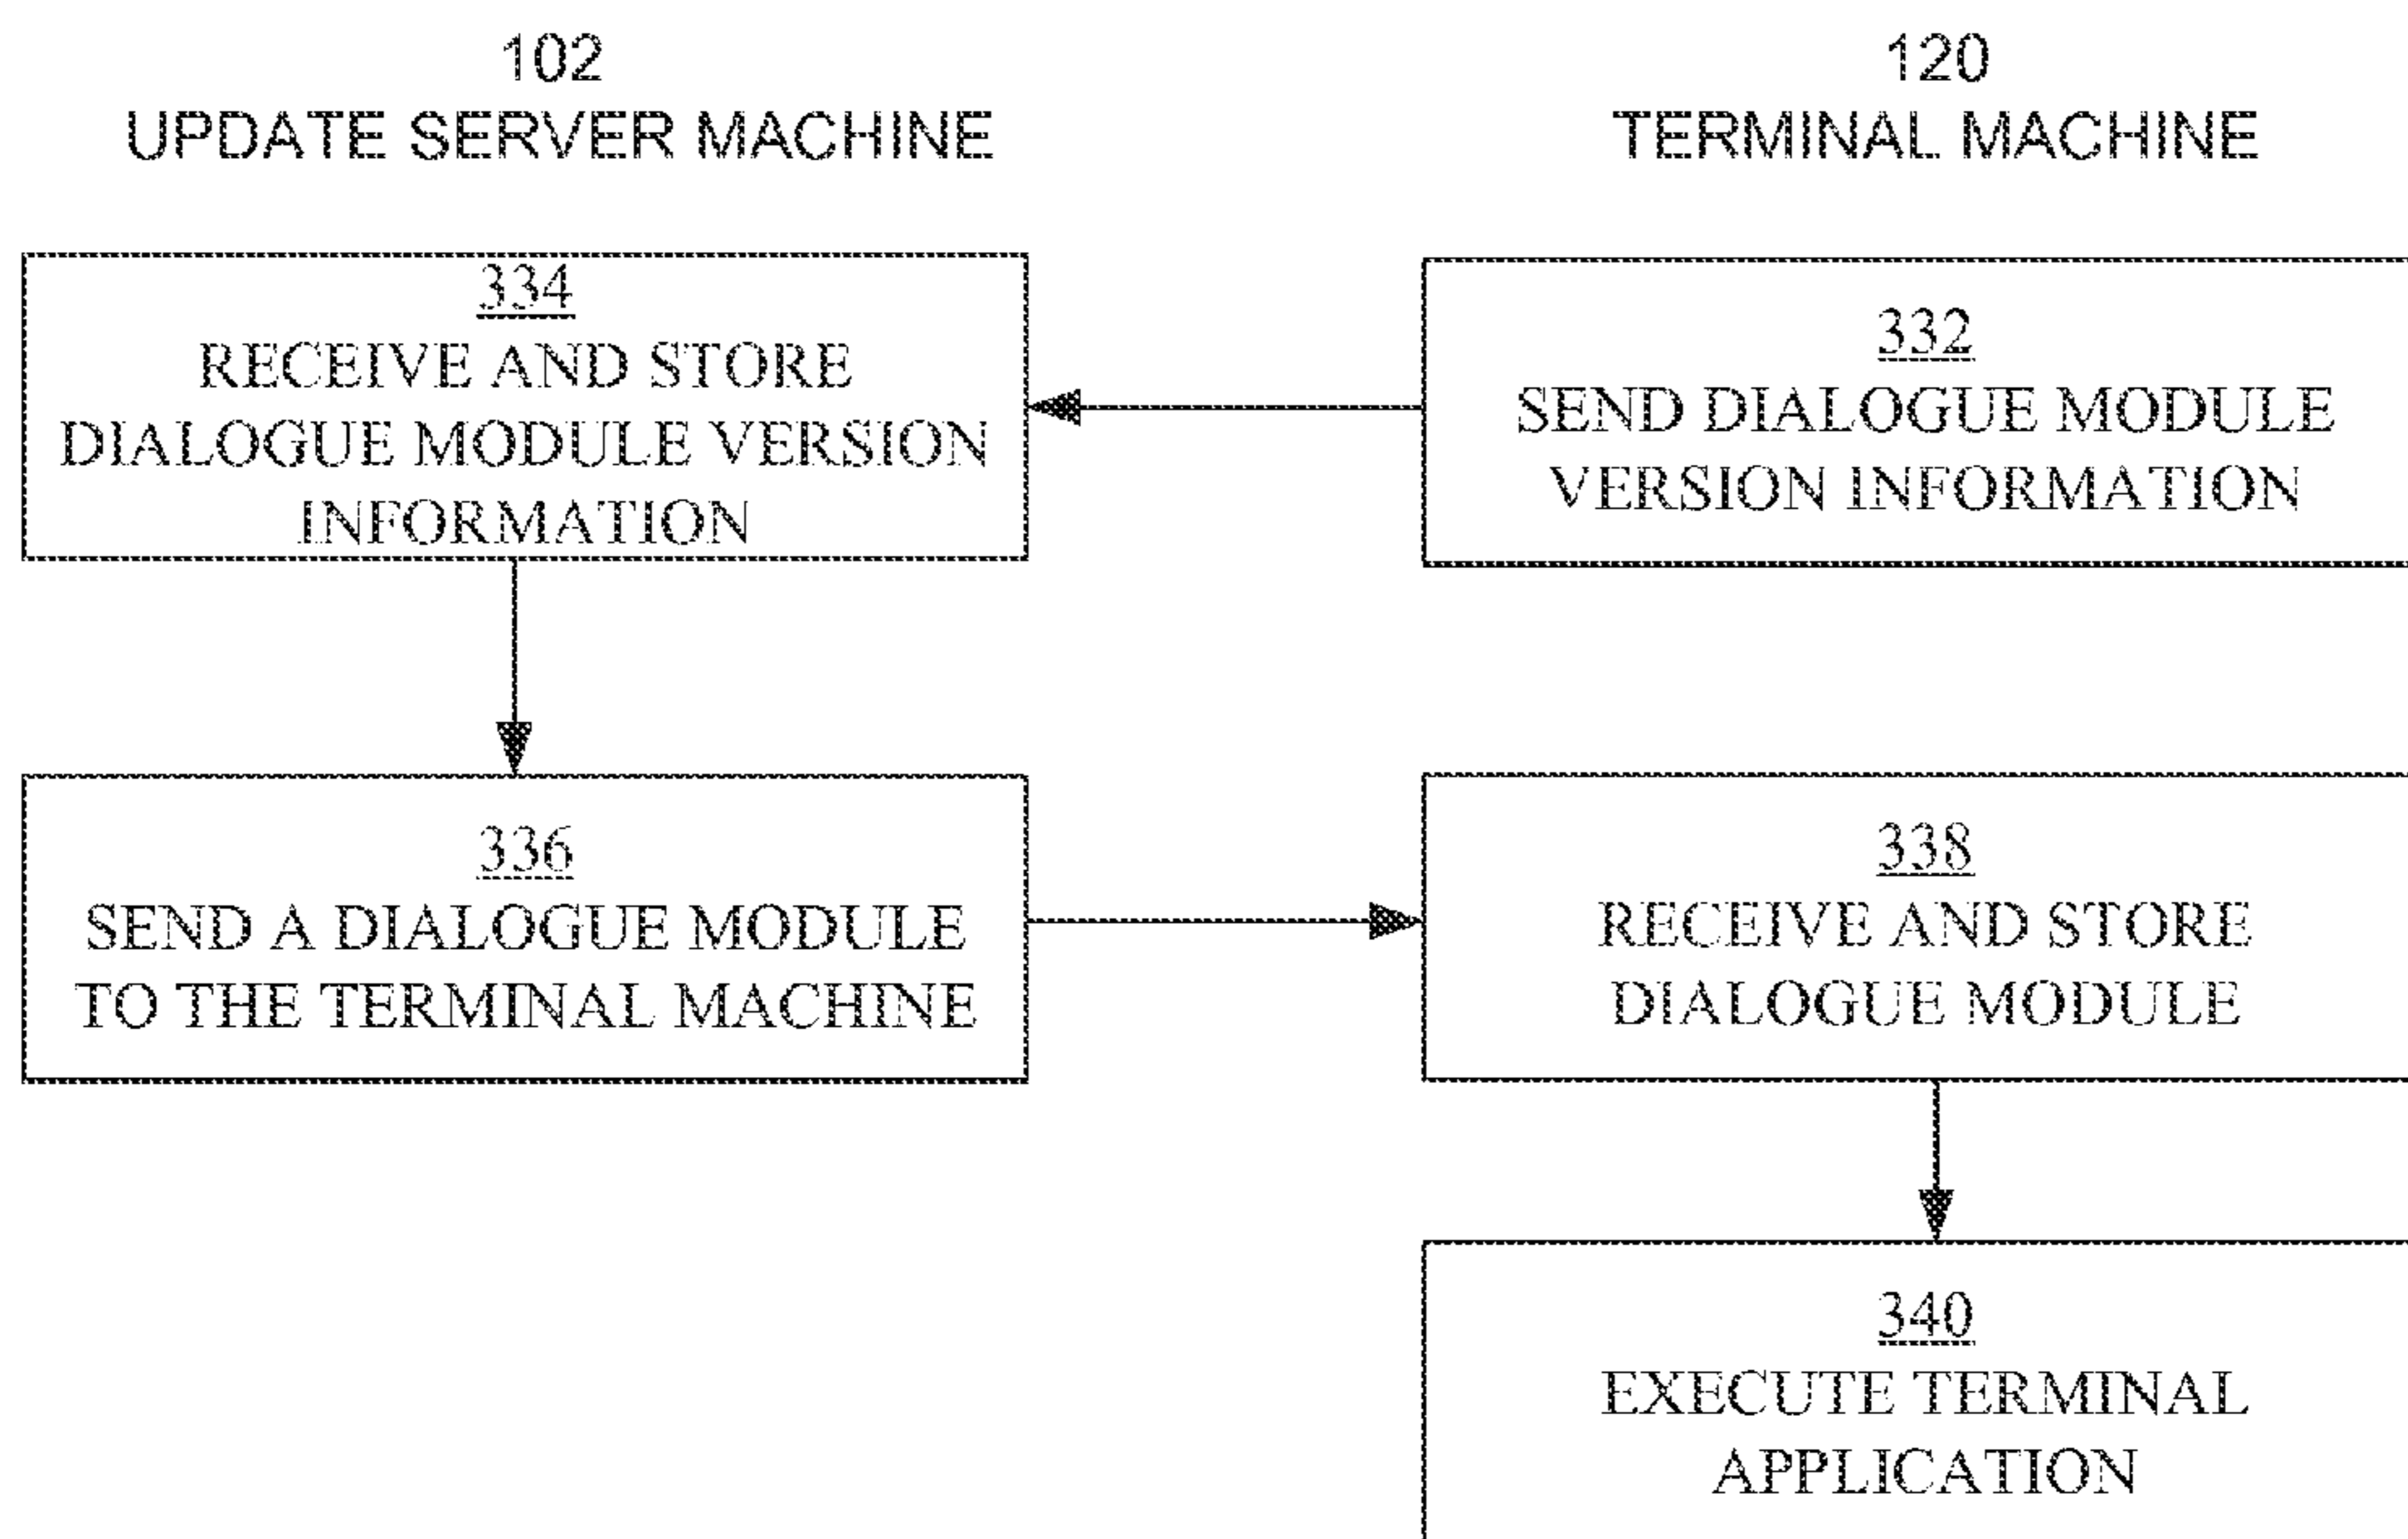 102
UPDATE SERVER MACHINE
120
TERMINAL MACHINE
334
RECEIVE AND STORE
DIALOGUE MODULE VERSION
INFORMATION
332
SEND DIALOGUE MODULE
VERSION INFORMATION
336
SEND A DIALOGUE MODULE
TO THE TERMINAL MACHINE
338
RECEIVE AND STORE
DIALOGUE MODULE
340
EXECUTE TERMINAL
APPLICATION